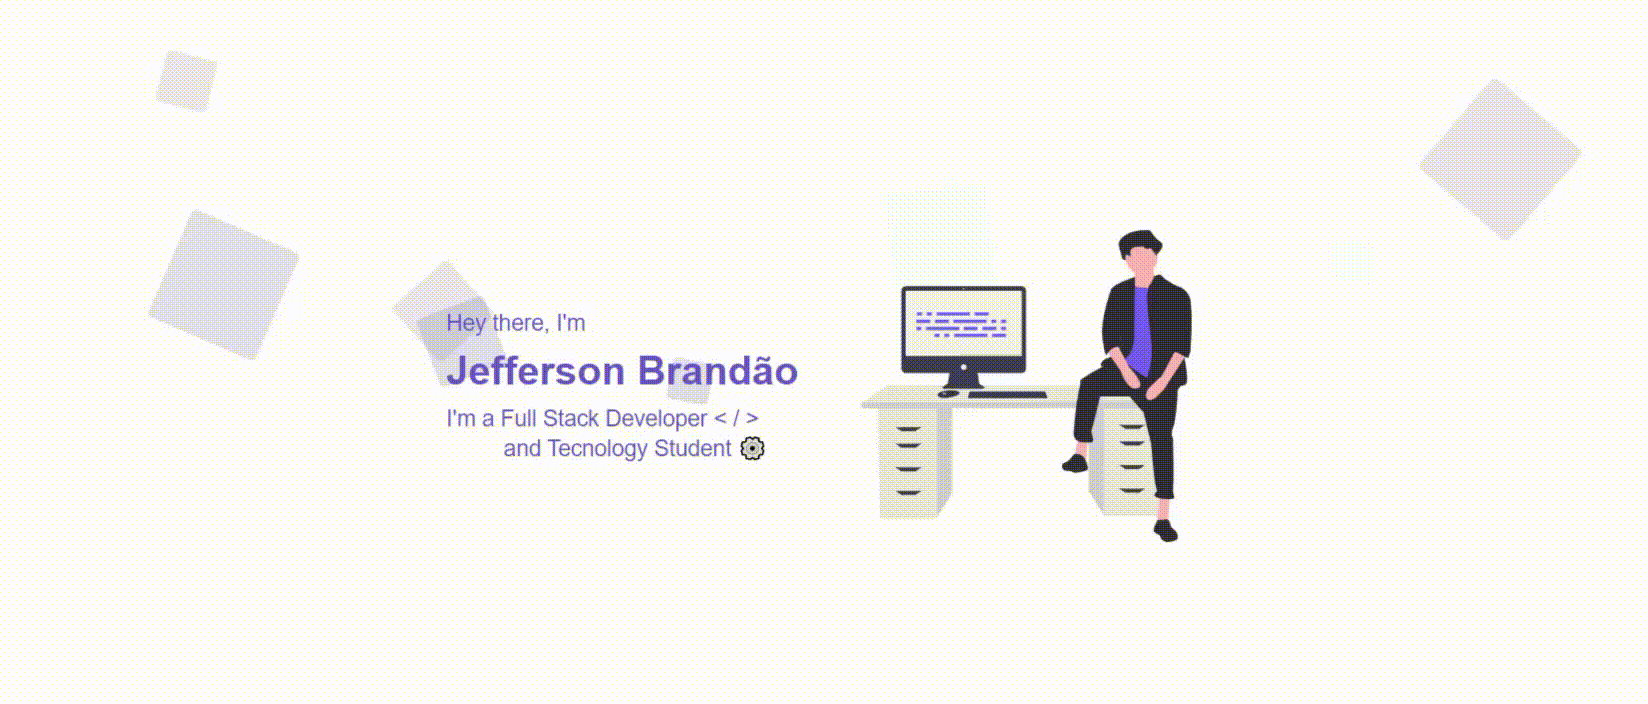 Hey there, I'm
Jefferson Brandão
I'm a Full Stack Developer < / >
and Tecnology Student